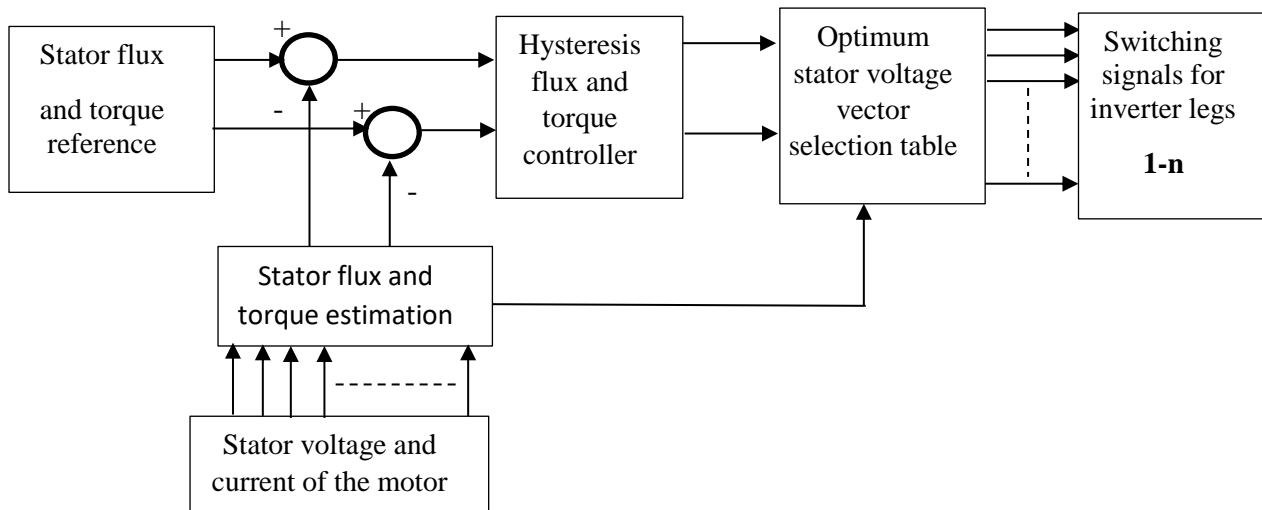 Stator flux
and torque
reference
+
-
+
-
Hysteresis
flux and
torque
controller
Optimum
stator voltage
vector
selection table
Switching
signals for
inverter legs
1-n
Stator flux and
torque estimation
Stator voltage and
current of the motor